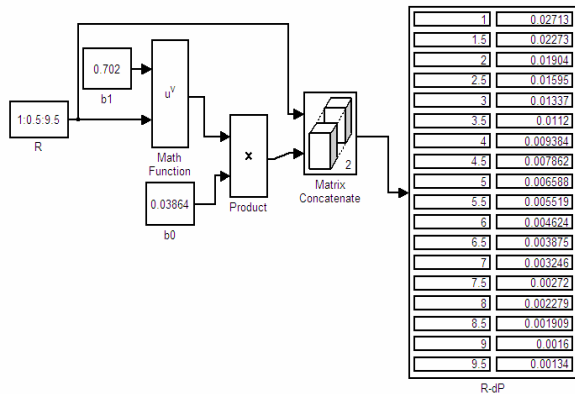 1 0.02713
1.5 0.02273
2 0.01904
2.5 0.01595
3 0.01337
3.5 0.0112
4 0.009384
4.5 0.007862
5 0.006588
5.5 0.005519
6 0.004624
6.5 0.003875
7 0.003246
7.5 0.00272
8 0.002279
8.5 0.001909
9 0.0016
9.5 0.00134
R-dP
0.702
b1
1:0.5:9.5
R
u^v
Math
Function
0.03864
b0
×
Product
2
Matrix
Concatenate